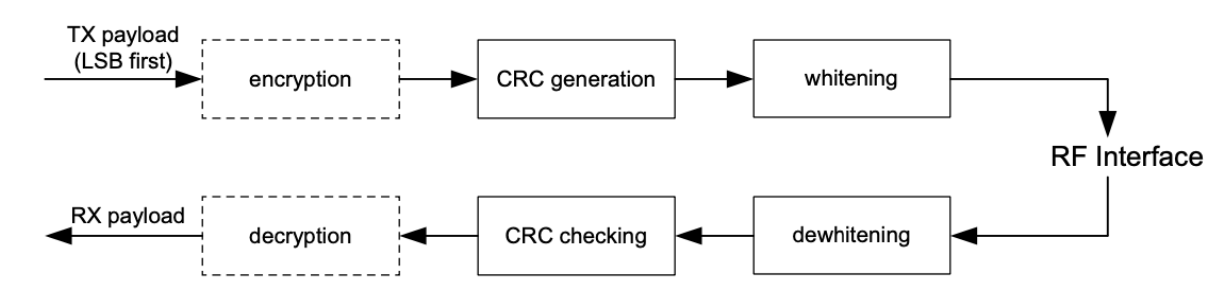 TX payload
(LSB first)
encryption
CRC generation
whitening
RF Interface
RX payload
decryption
CRC checking
dewhitening